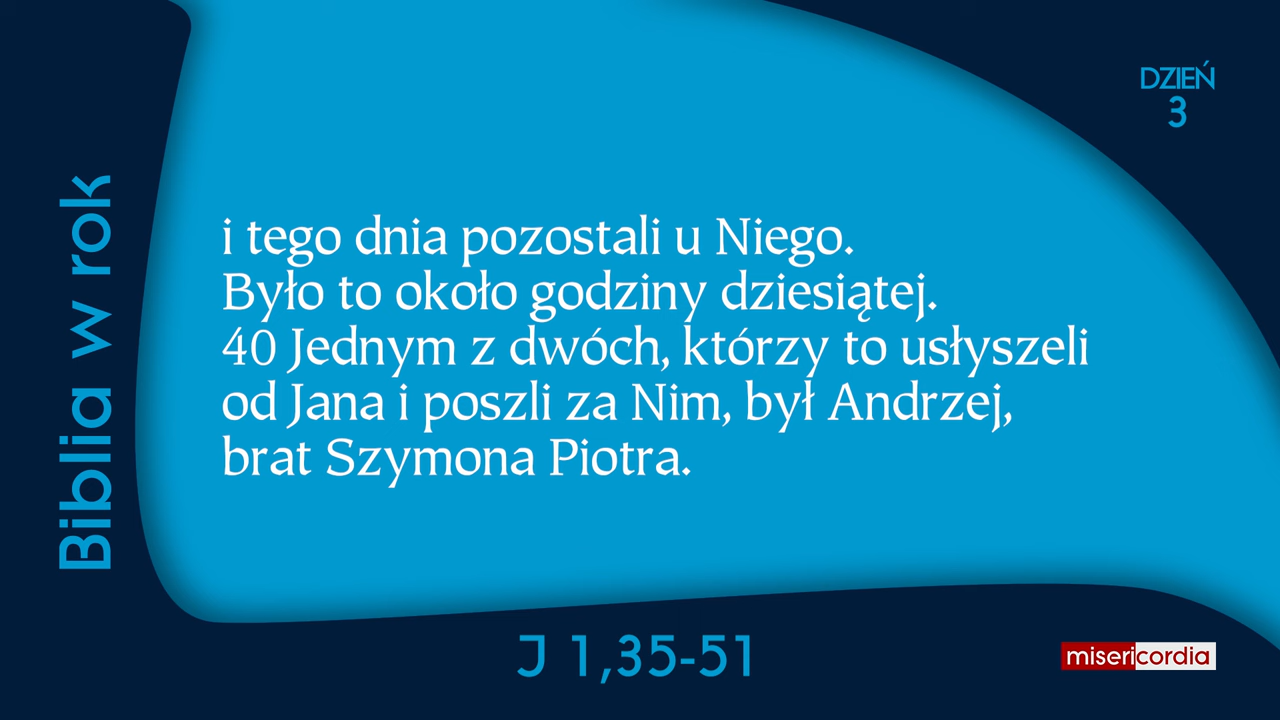 DZIEŃ
3
Biblia w rok
i tego dnia pozostali u Niego.
Było to około godziny dziesiątej.
40 Jednym z dwóch, którzy to usłyszeli
od Jana i poszli za Nim, był Andrzej,
brat Szymona Piotra.
J 1,35-51
misericordia